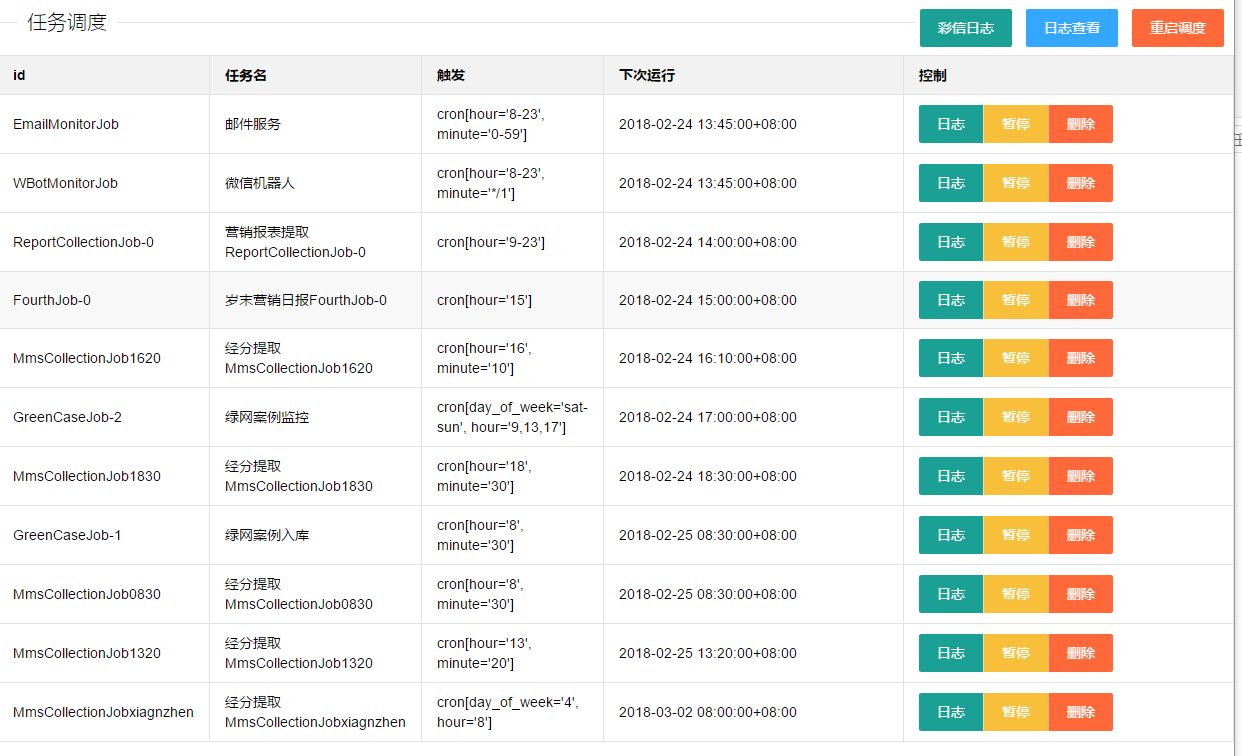 任务调度
彩信日志 日志查看 重启调度
id 任务名 触发 下次运行 控制
EmailMonitorJob 邮件服务 cron[hour='8-23', 2018-02-24 13:45:00+08:00 日志 暂停 删除
minute='0-59']
WBotMonitorJob 微信机器人 cron[hour='8-23', 2018-02-24 13:45:00+08:00 日志 暂停 删除
minute='*/1']
ReportCollectionJob-0 营销报表提取 cron[hour='9-23'] 2018-02-24 14:00:00+08:00 日志 暂停 删除
ReportCollectionJob-0
FourthJob-0 岁末营销日报FourthJob-0 cron[hour='15'] 2018-02-24 15:00:00+08:00 日志 暂停 删除
MmsCollectionJob1620 经分提取 cron[hour='16', 2018-02-24 16:10:00+08:00 日志 暂停 删除
MmsCollectionJob1620 minute='10']
GreenCaseJob-2 绿网案例监控 cron[day_of_week='sat- 2018-02-24 17:00:00+08:00 日志 暂停 删除
sun', hour='9,13,17']
MmsCollectionJob1830 经分提取 cron[hour='18', 2018-02-24 18:30:00+08:00 日志 暂停 删除
MmsCollectionJob1830 minute='30']
GreenCaseJob-1 绿网案例入库 cron[hour='8', 2018-02-25 08:30:00+08:00 日志 暂停 删除
minute='30']
MmsCollectionJob0830 经分提取 cron[hour='8', 2018-02-25 08:30:00+08:00 日志 暂停 删除
MmsCollectionJob0830 minute='30']
MmsCollectionJob1320 经分提取 cron[hour='13', 2018-02-25 13:20:00+08:00 日志 暂停 删除
MmsCollectionJob1320 minute='20']
MmsCollectionJobxiagnzhen 经分提取 cron[day_of_week='4', 2018-03-02 08:00:00+08:00 日志 暂停 删除
MmsCollectionJobxiagnzhen hour='8']